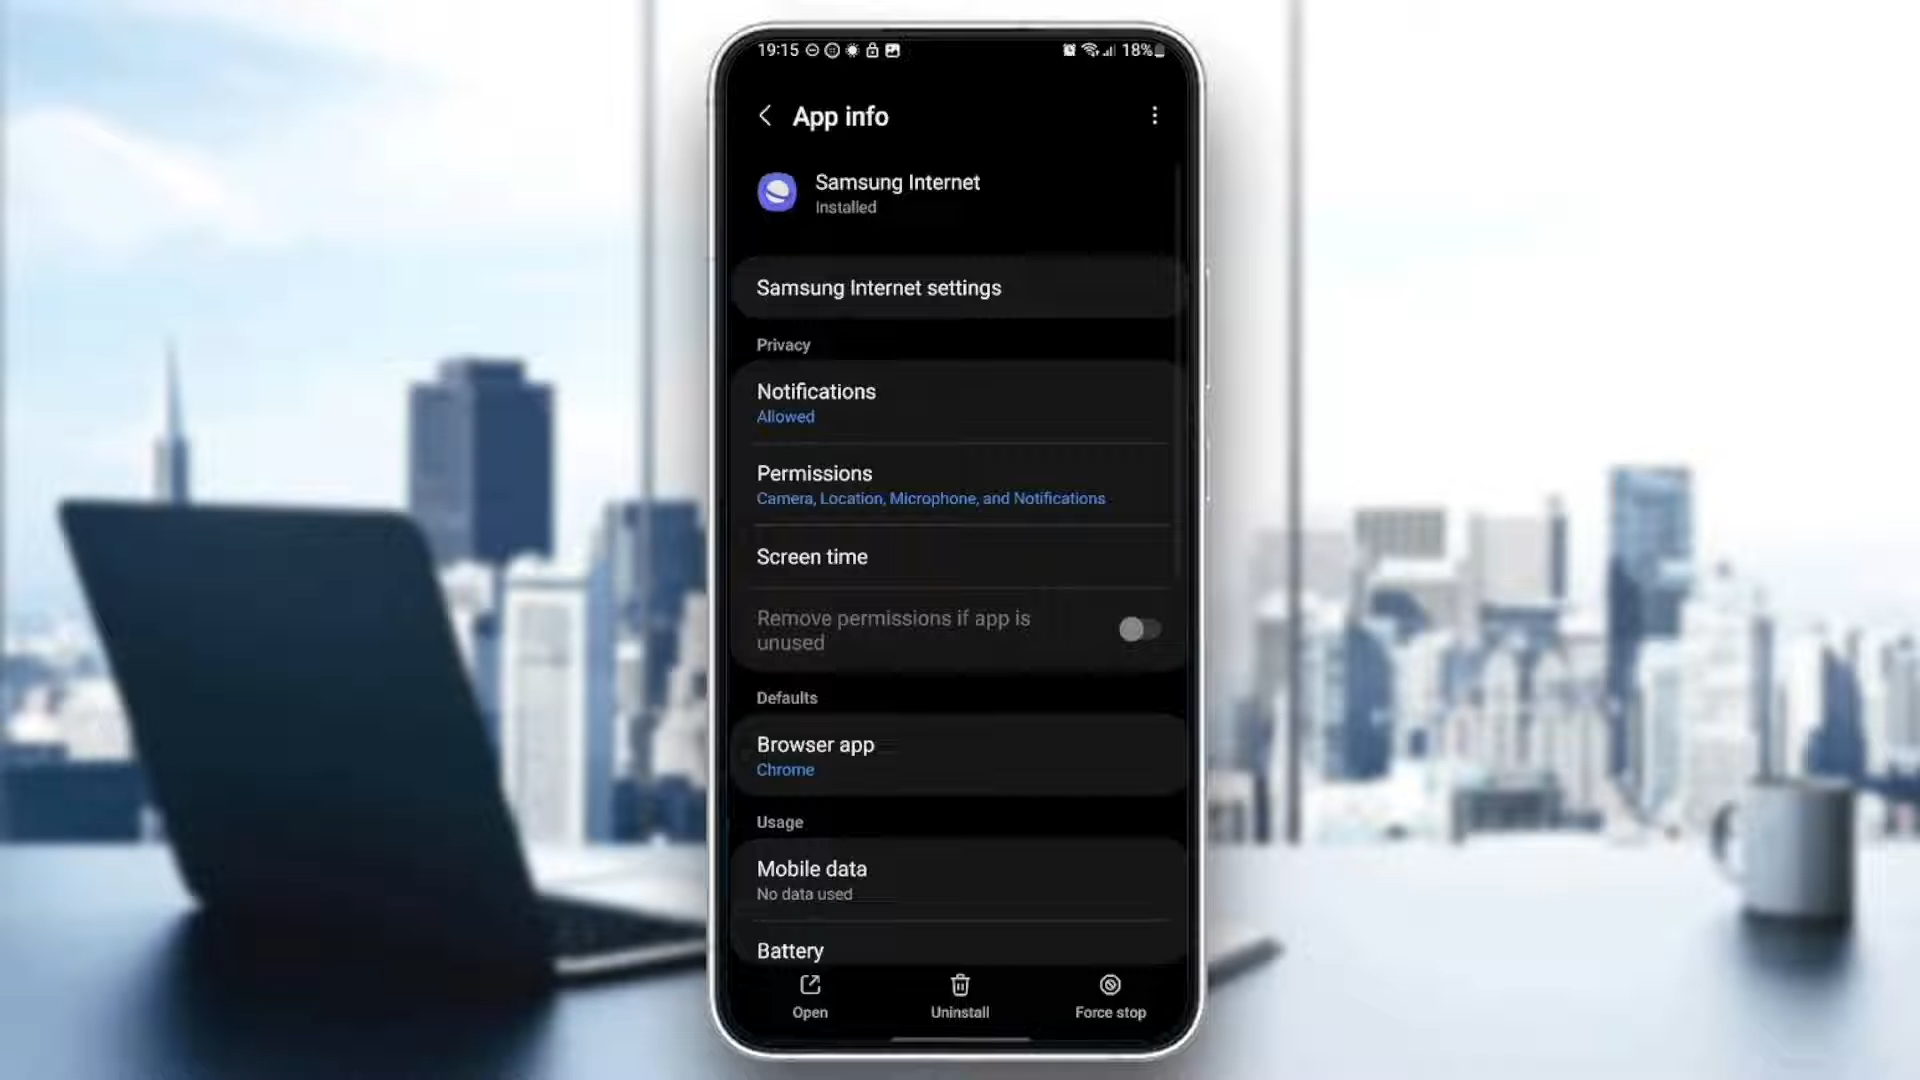 19:15
18%
App info
Samsung Internet
Installed
Samsung Internet settings
Privacy
Notifications
Allowed
Permissions
Camera, Location, Microphone, and Notifications
Screen time
Remove permissions if app is
unused
Defaults
Browser app
Chrome
Usage
Mobile data
No data used
Battery
Open
Uninstall
Force stop